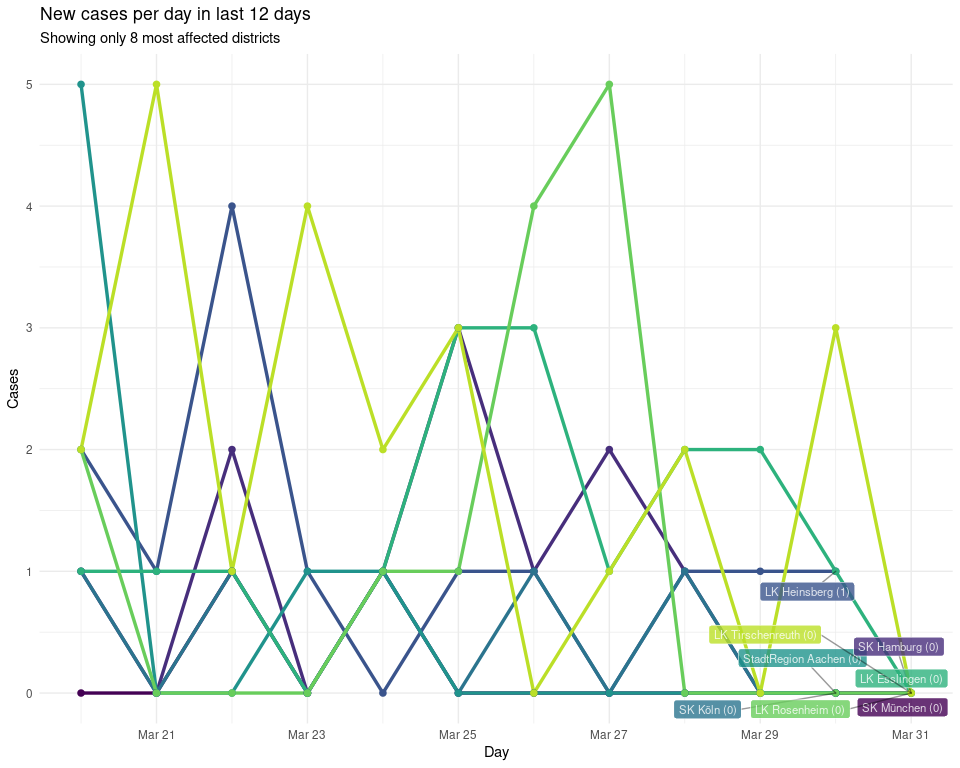 New cases per day in last 12 days
Showing only 8 most affected districts
5
4
3
2
1
0
Cases
LK Heinsberg (1)
LK Tirschenreuth (0)
SK Hamburg (0)
StadtRegion Aachen (0)
LK Esslingen (0)
SK Köln (0)
LK Rosenheim (0)
SK München (0)
Mar 21
Mar 23
Mar 25
Mar 27
Mar 29
Mar 31
Day